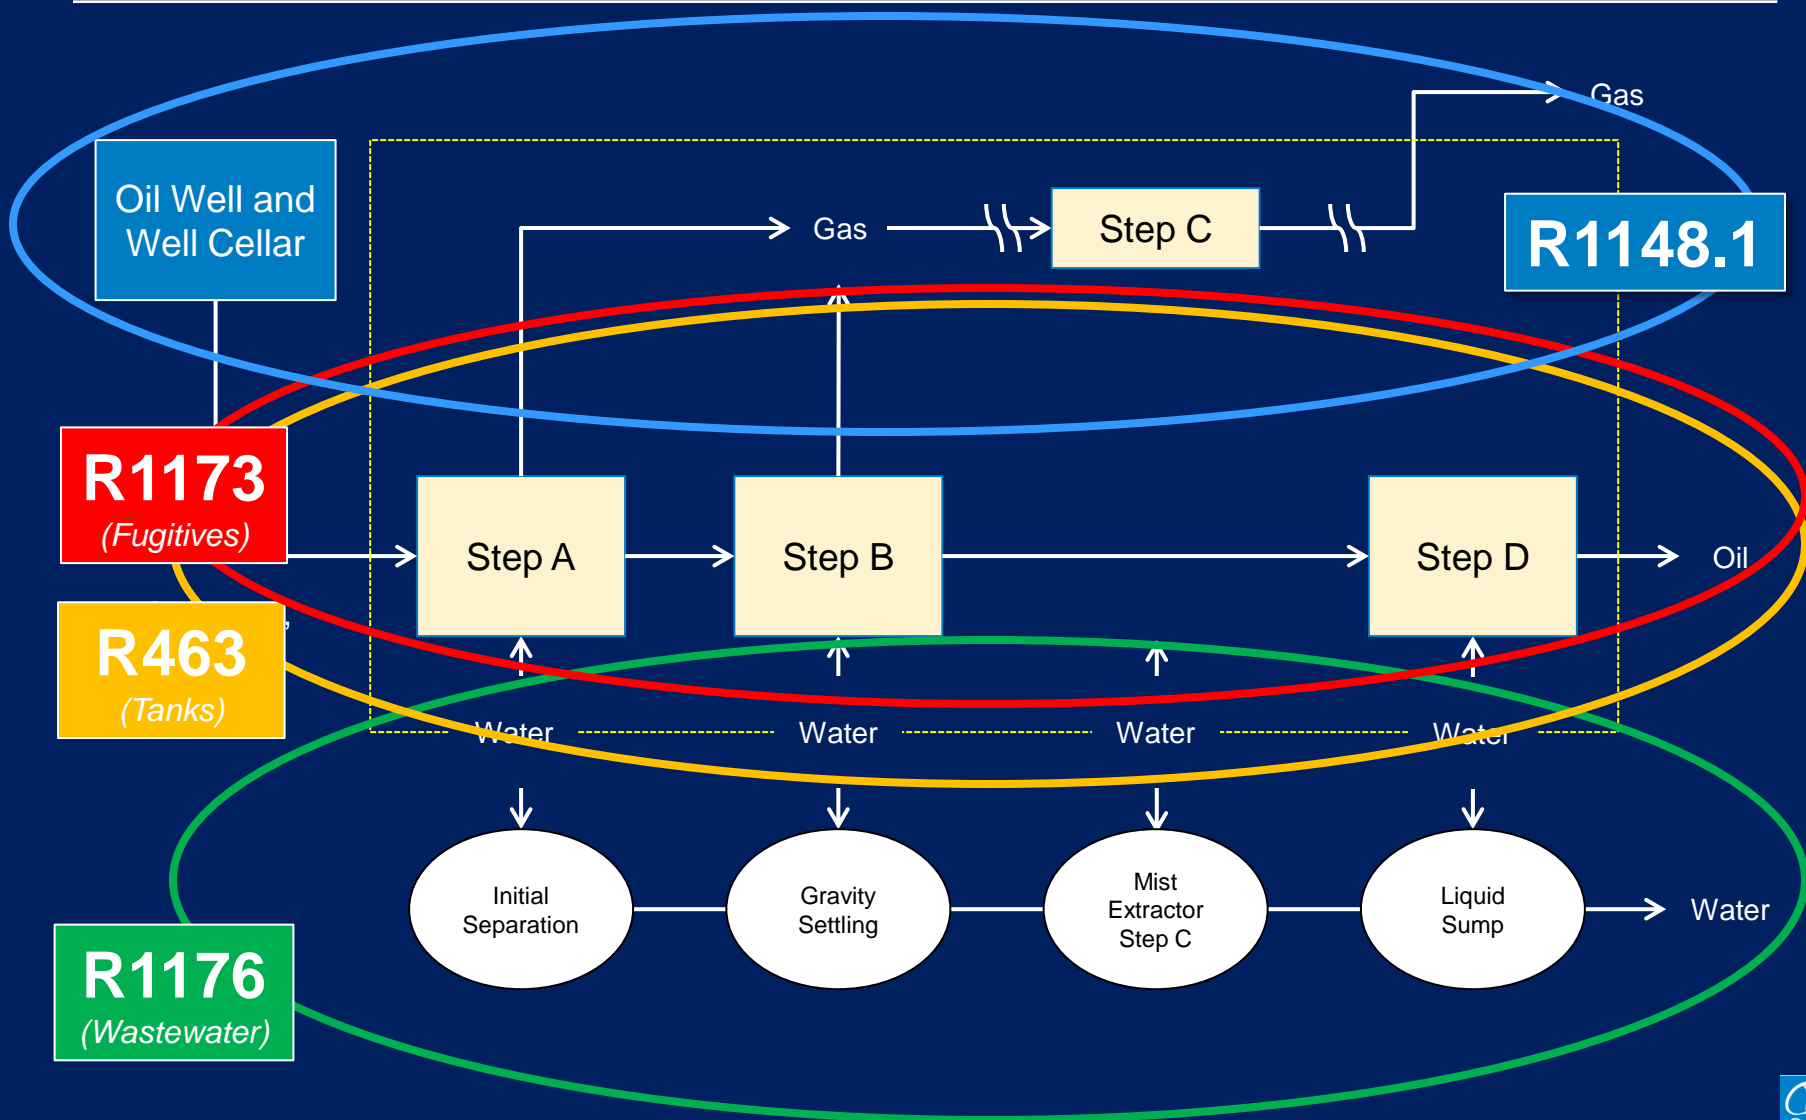 Gas
Oil Well and
Well Cellar
Gas
Step C
R1148.1
R1173
(Fugitives)
Step A
Step B
Step D
Oil
R463
(Tanks)
,
Water
Water
Water
Water
Initial
Separation
Gravity
Settling
Mist
Extractor
Step C
Liquid
Sump
Water
R1176
(Wastewater)